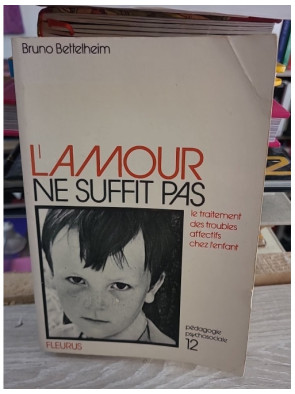 Bruno Bettelheim
L'AMOUR
NE SUFFIT PAS
le traitement
des troubles
affectifs
chez l'enfant
pédagogie
psychosociale
12
FLEURUS